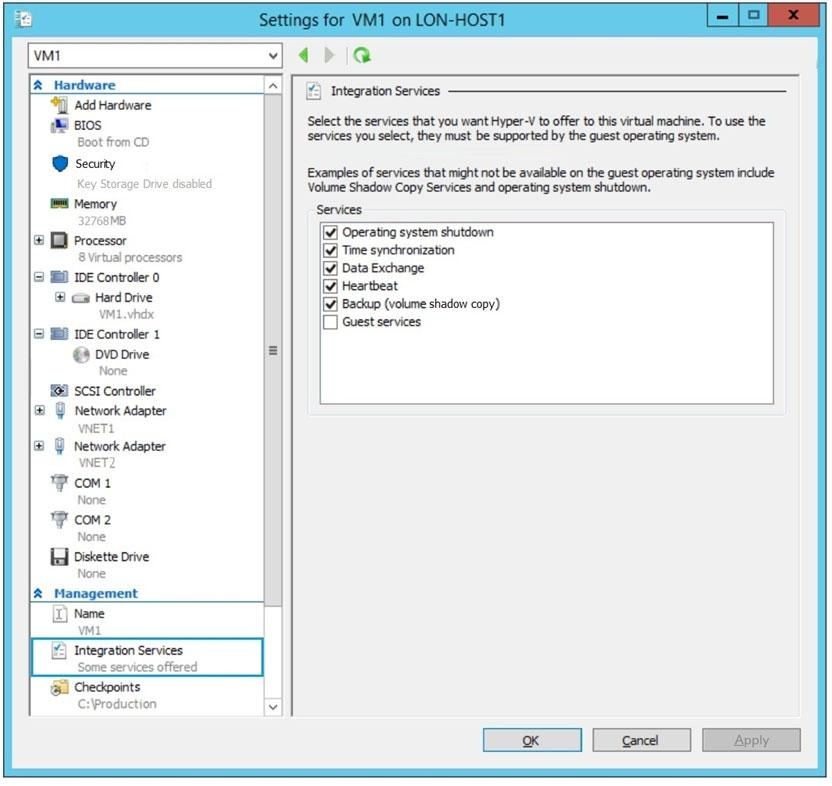 Settings for VM1 on LON-HOST1
VM1
Hardware
Add Hardware
BIOS
Boot from CD
Security
Key Storage Drive disabled
Memory
32768MB
Processor
8 Virtual processors
IDE Controller 0
Hard Drive
VM1.vhdx
IDE Controller 1
DVD Drive
None
SCSI Controller
Network Adapter
VNET1
Network Adapter
VNET2
COM 1
None
COM 2
None
Diskette Drive
None
Management
Name
VM1
Integration Services
Some services offered
Checkpoints
C:\Production
Integration Services
Select the services that you want Hyper-V to offer to this virtual machine. To use the
services you select, they must be supported by the guest operating system.
Examples of services that might not be available on the guest operating system include
Volume Shadow Copy Services and operating system shutdown.
Services
Operating system shutdown
Time synchronization
Data Exchange
Heartbeat
Backup (volume shadow copy)
Guest services
OK
Cancel
Apply